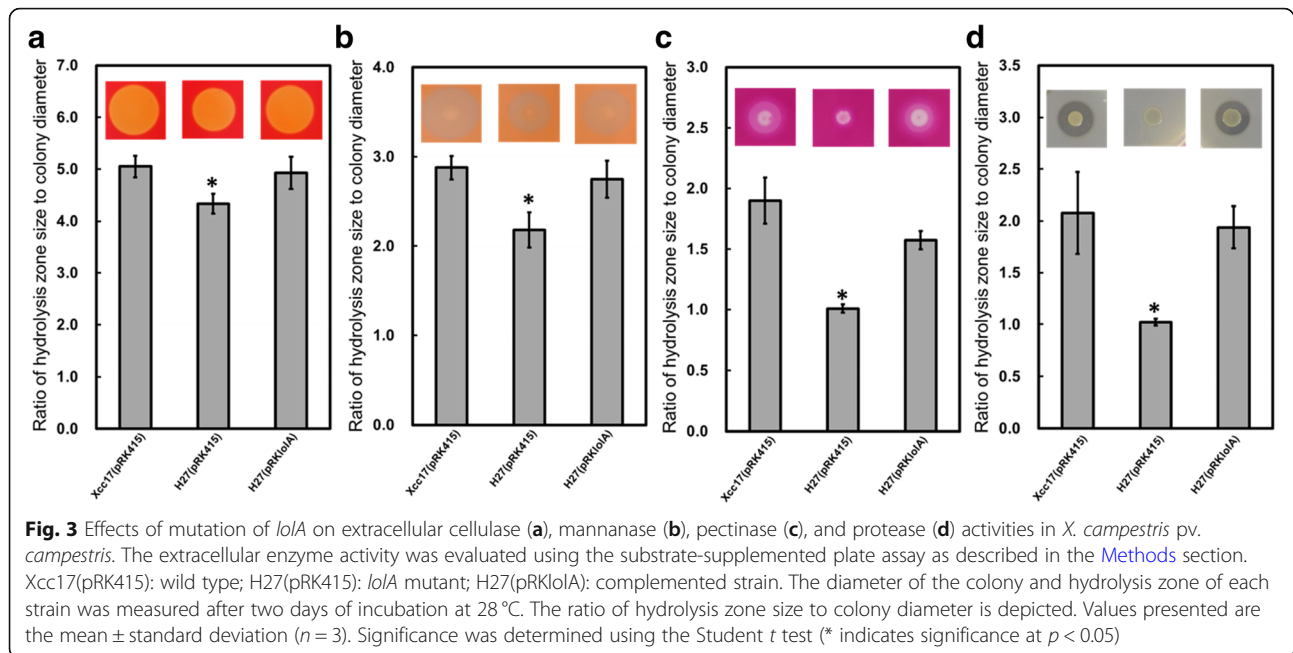 a
Ratio of hydrolysis zone size to colony diameter
7.0
6.0
5.0
4.0
3.0
2.0
1.0
0.0
*
Xcc17(pRK415)
H27(pRK415)
H27(pRKlolA)
b
Ratio of hydrolysis zone size to colony diameter
4.0
3.0
2.0
1.0
0.0
*
Xcc17(pRK415)
H27(pRK415)
H27(pRKlolA)
c
Ratio of hydrolysis zone size to colony diameter
3.0
2.5
2.0
1.5
1.0
0.5
0.0
*
Xcc17(pRK415)
H27(pRK415)
H27(pRKlolA)
d
Ratio of hydrolysis zone size to colony diameter
3.5
3.0
2.5
2.0
1.5
1.0
0.5
0.0
*
Xcc17(pRK415)
H27(pRK415)
H27(pRKlolA)
Fig. 3 Effects of mutation of lolA on extracellular cellulase (a), mannanase (b), pectinase (c), and protease (d) activities in X. campestris pv.
campestris. The extracellular enzyme activity was evaluated using the substrate-supplemented plate assay as described in the Methods section.
Xcc17(pRK415): wild type; H27(pRK415): lolA mutant; H27(pRKlolA): complemented strain. The diameter of the colony and hydrolysis zone of each
strain was measured after two days of incubation at 28 °C. The ratio of hydrolysis zone size to colony diameter is depicted. Values presented are
the mean ± standard deviation (n = 3). Significance was determined using the Student t test (* indicates significance at p < 0.05)